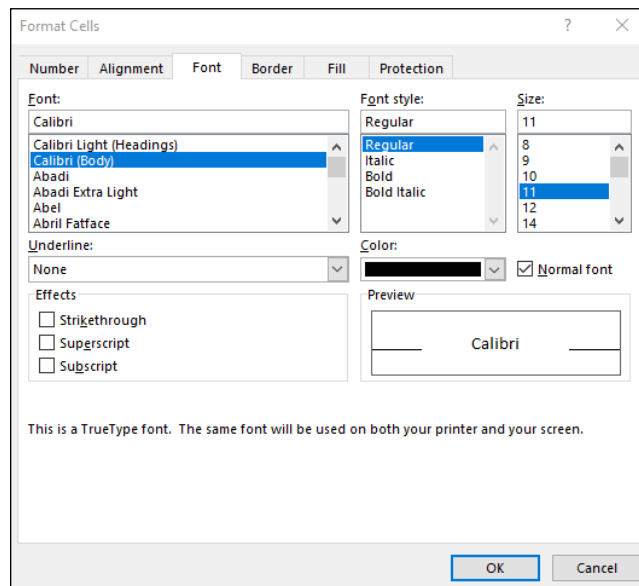 Format Cells
Number Alignment Font Border Fill Protection
Font: Font style: Size:
Calibri Regular 11
Calibri Light (Headings) Regular 8
Calibri (Body) Italic 9
Abadi Bold 10
Abadi Extra Light Bold Italic 11
Abel 12
Abril Fatface 14
Underline: Color:
None Normal font
Effects Preview
Strikethrough
Superscript Calibri
Subscript
This is a TrueType font. The same font will be used on both your printer and your screen.
OK Cancel